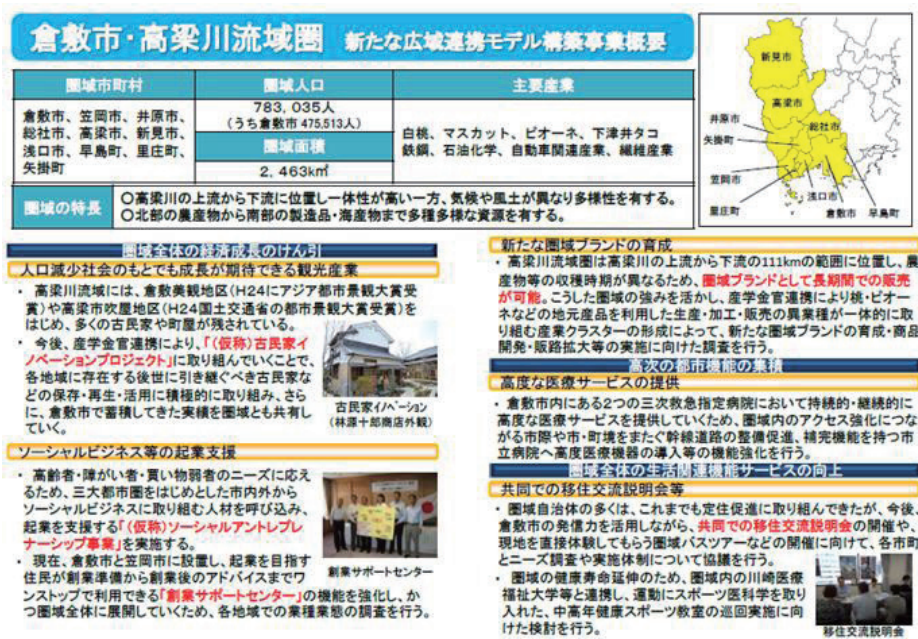 倉敷市・高梁川流域圏 新たな広域連携モデル構築事業概要
圏域市町村
圏域人口
主要産業
倉敷市、笠岡市、井原市、
総社市、高梁市、新見市、
浅口市、早島町、里庄町、
矢掛町
783,035人
(うち倉敷市 475,513人)
圏域面積
2,463km²
白桃、マスカット、ピオーネ、下津井タコ
鉄鋼、石油化学、自動車関連産業、繊維産業
圏域の特長
○高梁川の上流から下流に位置し一体性が高い一方、気候や風土が異なり多様性を有する。
○北部の農産物から南部の製造品・海産物まで多種多様な資源を有する。
新見市
高梁市
井原市
総社市
矢掛町
笠岡市
浅口市
里庄町
倉敷市
早島町
圏域全体の経済成長のけん引
人口減少社会のもとでも成長が期待できる観光産業
・ 高梁川流域には、倉敷美観地区(H24にアジア都市景観大賞受
賞)や高梁市吹屋地区(H24国土交通省の都市景観大賞受賞)を
はじめ、多くの古民家や町屋が残されている。
・ 今後、産学金官連携により、「(仮称)古民家イ
ノベーションプロジェクト」に取り組んでいくことで、
各地域に存在する後世に引き継ぐべき古民家な
どの保存・再生・活用に積極的に取り組み、さら
に、倉敷市で蓄積してきた実績を圏域とも共有し
ていく。
古民家イノベーション
(林源十郎商店外観)
ソーシャルビジネス等の起業支援
・ 高齢者・障がい者・買い物弱者のニーズに応え
るため、三大都市圏をはじめとした市内外から
ソーシャルビジネスに取り組む人材を呼び込み、
起業を支援する「(仮称)ソーシャルアントレプレ
ナーシップ事業」を実施する。
・ 現在、倉敷市と笠岡市に設置し、起業を目指す
住民が創業準備から創業後のアドバイスまでワ
ンストップで利用できる「創業サポートセンター」の機能を強化し、か
つ圏域全体に展開していくため、各地域での業種業態の調査を行う。
創業サポートセンター
新たな圏域ブランドの育成
・ 高梁川流域圏は高梁川の上流から下流の111kmの範囲に位置し、農
産物等の収穫時期が異なるため、圏域ブランドとして長期間での販売
が可能。こうした圏域の強みを活かし、産学金官連携により桃・ピオー
ネなどの地元産品を利用した生産・加工・販売の異業種が一体的に取
り組む産業クラスターの形成によって、新たな圏域ブランドの育成・商品
開発・販路拡大等の実施に向けた調査を行う。
高次の都市機能の集積
高度な医療サービスの提供
・ 倉敷市内にある2つの三次救急指定病院において持続的・継続的に
高度な医療サービスを提供していくため、圏域内のアクセス強化につな
がる市際や市・町境をまたぐ幹線道路の整備促進、補完機能を持つ市
立病院へ高度医療機器の導入等の機能強化を行う。
圏域全体の生活関連機能サービスの向上
共同での移住交流説明会等
・ 圏域自治体の多くは、これまでも定住促進に取り組んできたが、今後、
倉敷市の発信力を活用しながら、共同での移住交流説明会の開催や、
現地を直接体験してもらう圏域バスツアーなどの開催に向けて、各市町
とニーズ調査や実施体制について協議を行う。
・ 圏域の健康寿命延伸のため、圏域内の川崎医療
福祉大学等と連携し、運動にスポーツ医科学を取り
入れた、中高年健康スポーツ教室の巡回実施に向
けた検討を行う。
移住交流説明会